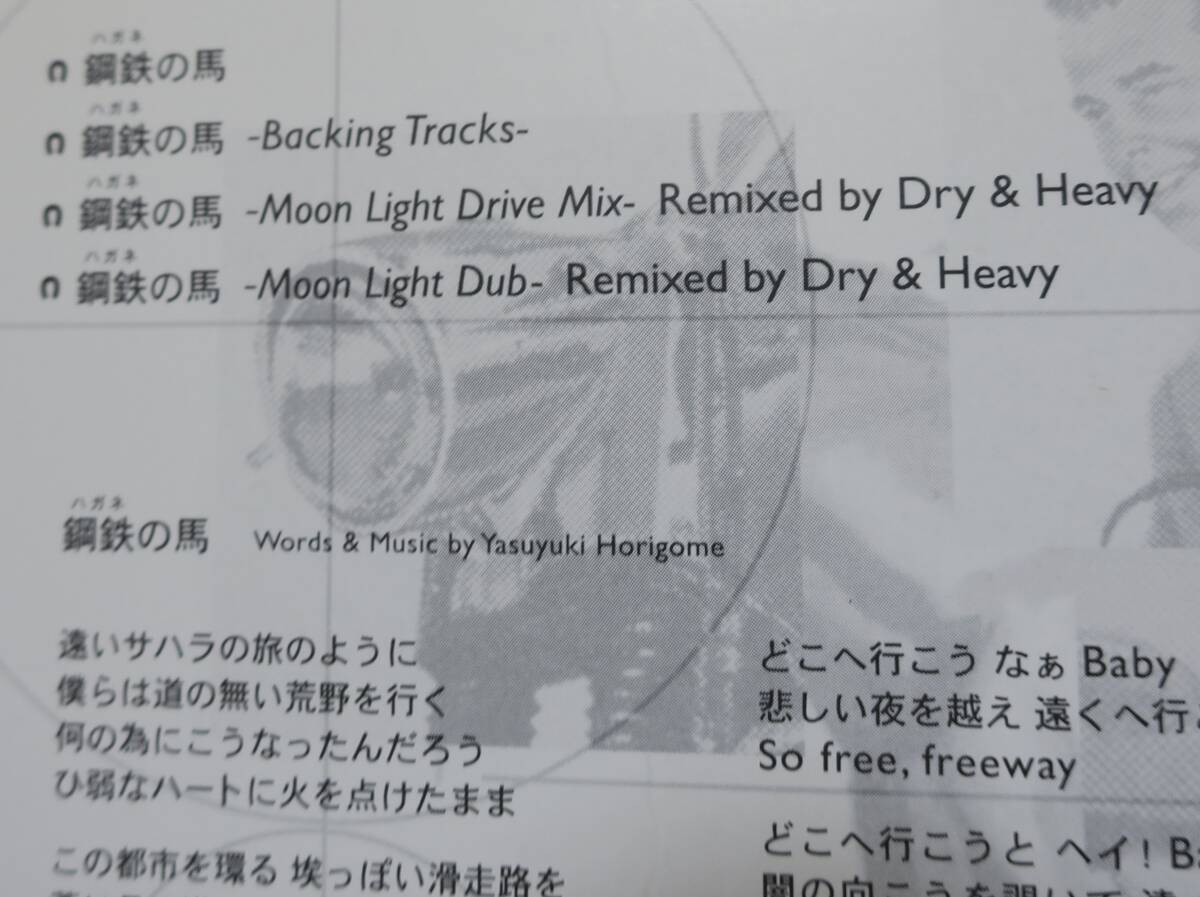 ハガネ
∩ 鋼鉄の馬
ハガネ
∩ 鋼鉄の馬 -Backing Tracks-
ハガネ
∩ 鋼鉄の馬 -Moon Light Drive Mix- Remixed by Dry & Heavy
ハガネ
∩ 鋼鉄の馬 -Moon Light Dub- Remixed by Dry & Heavy
ハガネ
鋼鉄の馬 Words & Music by Yasuyuki Horigome
遠いサハラの旅のように
僕らは道の無い荒野を行く
何の為にこうなったんだろう
ひ弱なハートに火を点けたまま
この都市を環る 埃っぽい滑走路を
どこへ行こう なぁ Baby
悲しい夜を越え 遠くへ行
So free, freeway
どこへ行こうと ヘイ! B
闇の向こうを